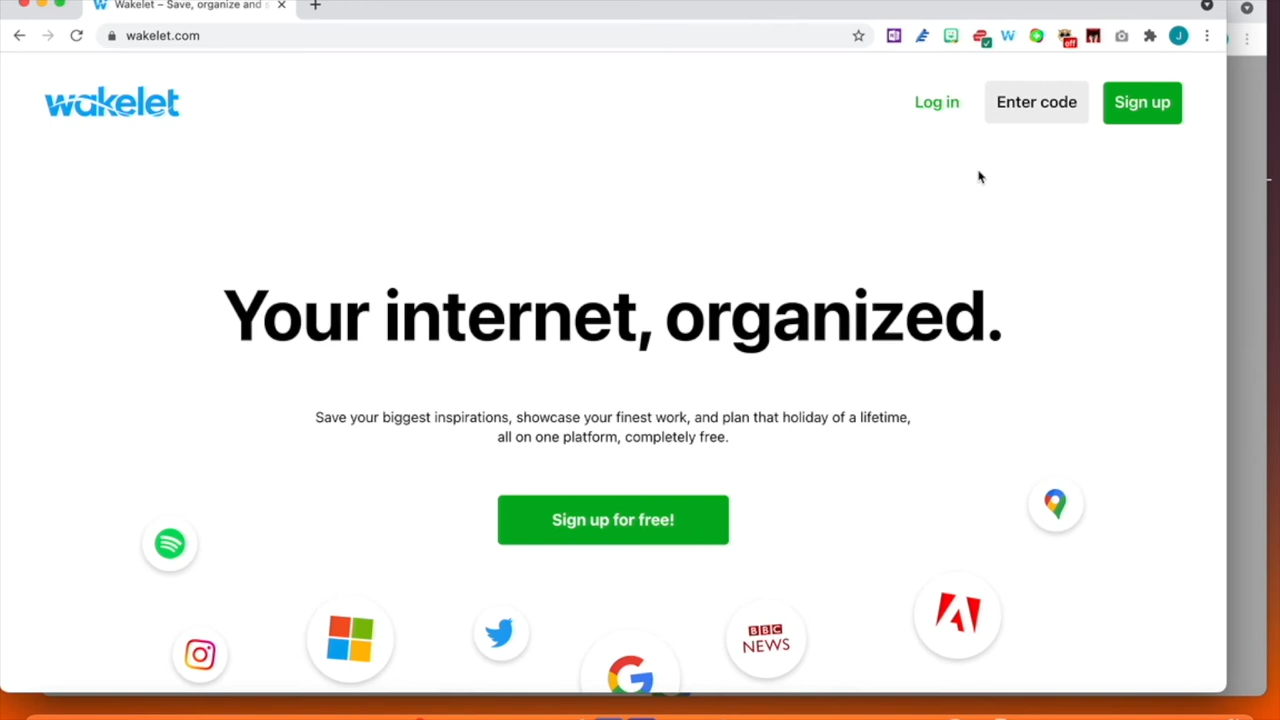 Wakelet – Save, organize and s
wakelet.com
off
J
wakelet
Log in
Enter code
Sign up
Your internet, organized.
Save your biggest inspirations, showcase your finest work, and plan that holiday of a lifetime,
all on one platform, completely free.
Sign up for free!
BBC
NEWS